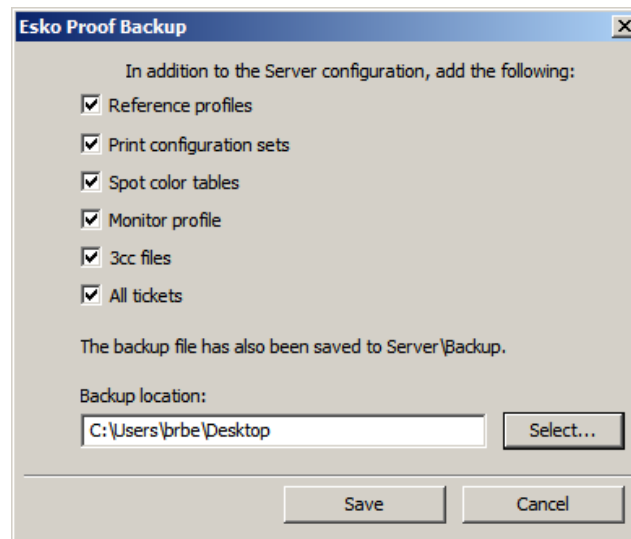 Esko Proof Backup
In addition to the Server configuration, add the following:
Reference profiles
Print configuration sets
Spot color tables
Monitor profile
3cc files
All tickets
The backup file has also been saved to Server\Backup.
Backup location:
C:\Users\brbe\Desktop
Select...
Save
Cancel